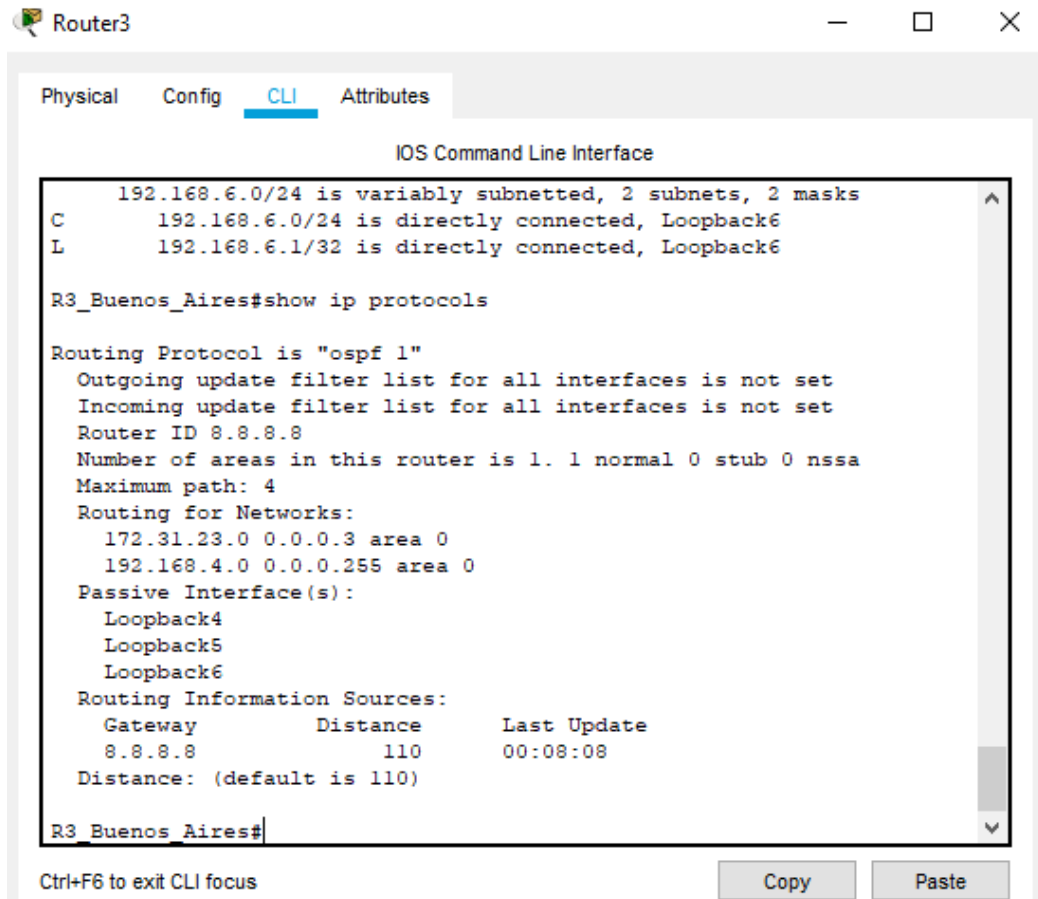 Router3
Physical Config CLI Attributes
IOS Command Line Interface
192.168.6.0/24 is variably subnetted, 2 subnets, 2 masks
C 192.168.6.0/24 is directly connected, Loopback6
L 192.168.6.1/32 is directly connected, Loopback6
R3_Buenos_Aires#show ip protocols
Routing Protocol is "ospf 1"
Outgoing update filter list for all interfaces is not set
Incoming update filter list for all interfaces is not set
Router ID 8.8.8.8
Number of areas in this router is 1. 1 normal 0 stub 0 nssa
Maximum path: 4
Routing for Networks:
172.31.23.0 0.0.0.3 area 0
192.168.4.0 0.0.0.255 area 0
Passive Interface(s):
Loopback4
Loopback5
Loopback6
Routing Information Sources:
Gateway Distance Last Update
8.8.8.8 110 00:08:08
Distance: (default is 110)
R3_Buenos_Aires#
Ctrl+F6 to exit CLI focus
Copy Paste